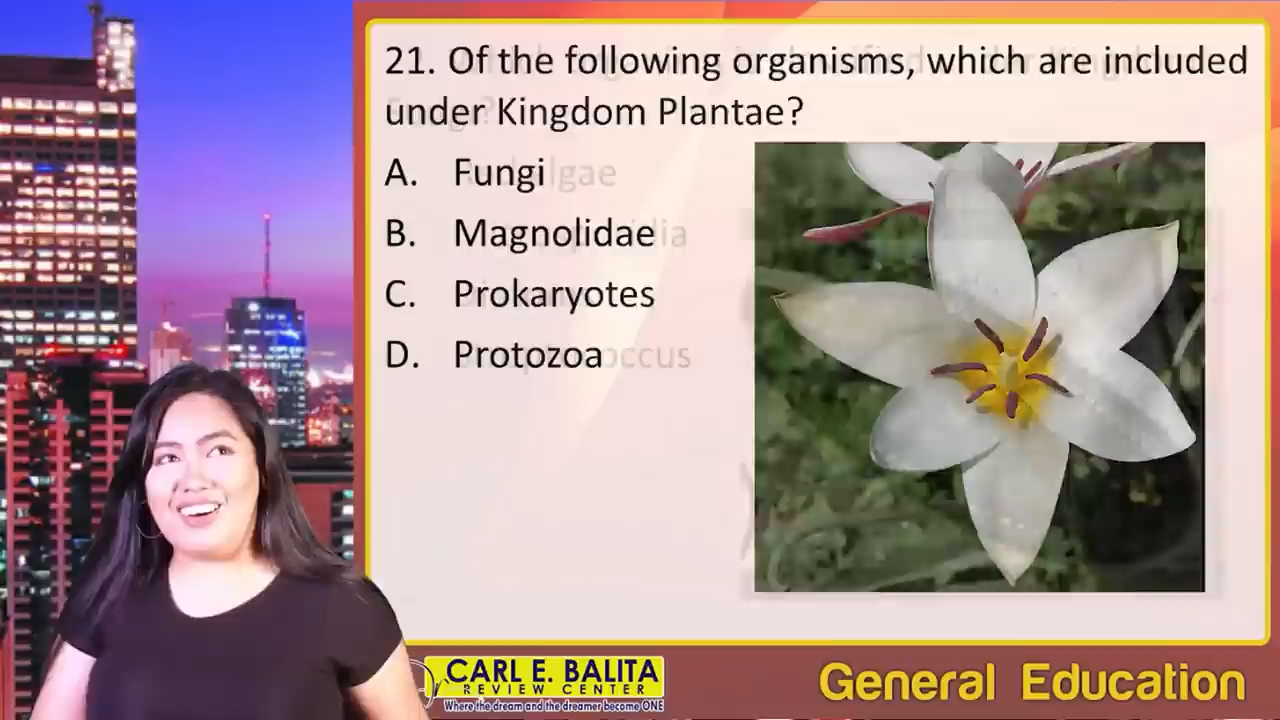 21. Of the following organisms, which are included
under Kingdom Plantae?
A. Fungi
B. Magnolidae
C. Prokaryotes
D. Protozoa
CARL E. BALITA
REVIEW CENTER
Where the dream and the dreamer become ONE
General Education